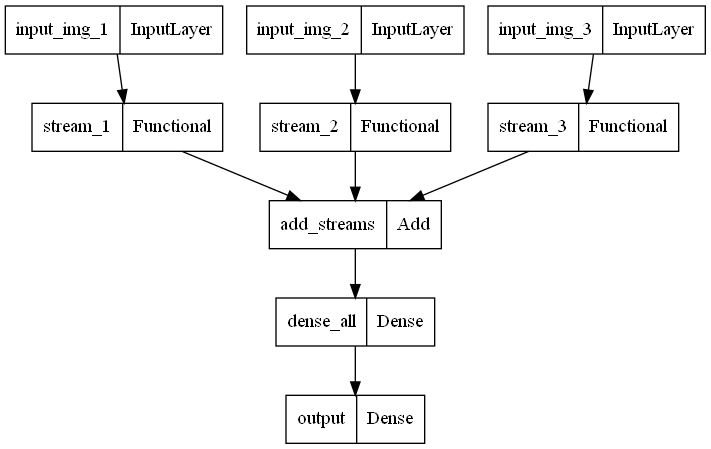 input_img_1 InputLayer input_img_2 InputLayer input_img_3 InputLayer
stream_1 Functional stream_2 Functional stream_3 Functional
add_streams Add
dense_all Dense
output Dense